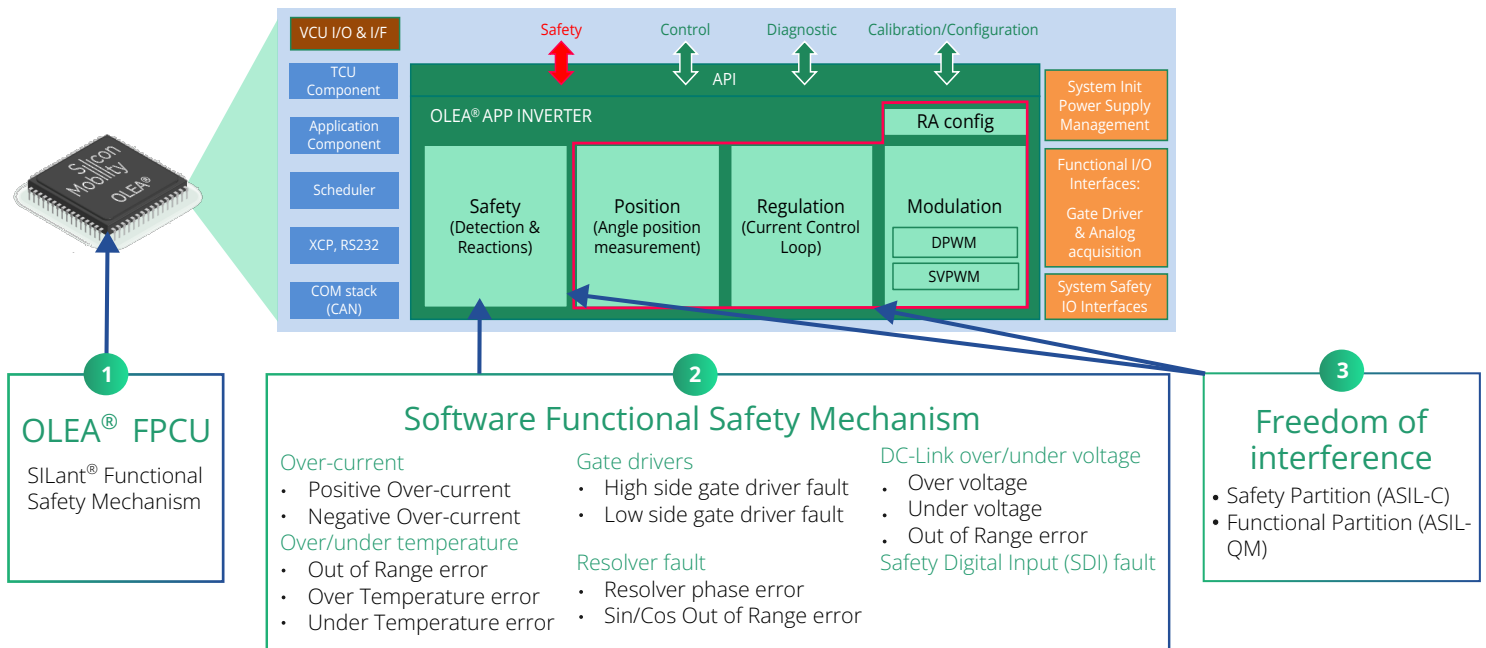 VCU I/O & I/F
TCU
Component
Application
Component
Scheduler
XCP, RS232
COM stack
(CAN)
Safety
Control
Diagnostic
Calibration/Configuration
API
OLEA® APP INVERTER
RA config
Safety
(Detection &
Reactions)
Position
(Angle position
measurement)
Regulation
(Current Control
Loop)
Modulation
DPWM
SVPWM
System Init
Power Supply
Management
Functional I/O
Interfaces:
Gate Driver
& Analog
acquisition
System Safety
IO Interfaces
Silicon
Mobility
OLEA®
1
OLEA® FPCU
SILant® Functional
Safety Mechanism
2
Software Functional Safety Mechanism
Over-current
• Positive Over-current
• Negative Over-current
Over/under temperature
• Out of Range error
• Over Temperature error
• Under Temperature error
Gate drivers
• High side gate driver fault
• Low side gate driver fault
Resolver fault
• Resolver phase error
• Sin/Cos Out of Range error
DC-Link over/under voltage
• Over voltage
• Under voltage
• Out of Range error
Safety Digital Input (SDI) fault
3
Freedom of
interference
• Safety Partition (ASIL-C)
• Functional Partition (ASIL-
QM)